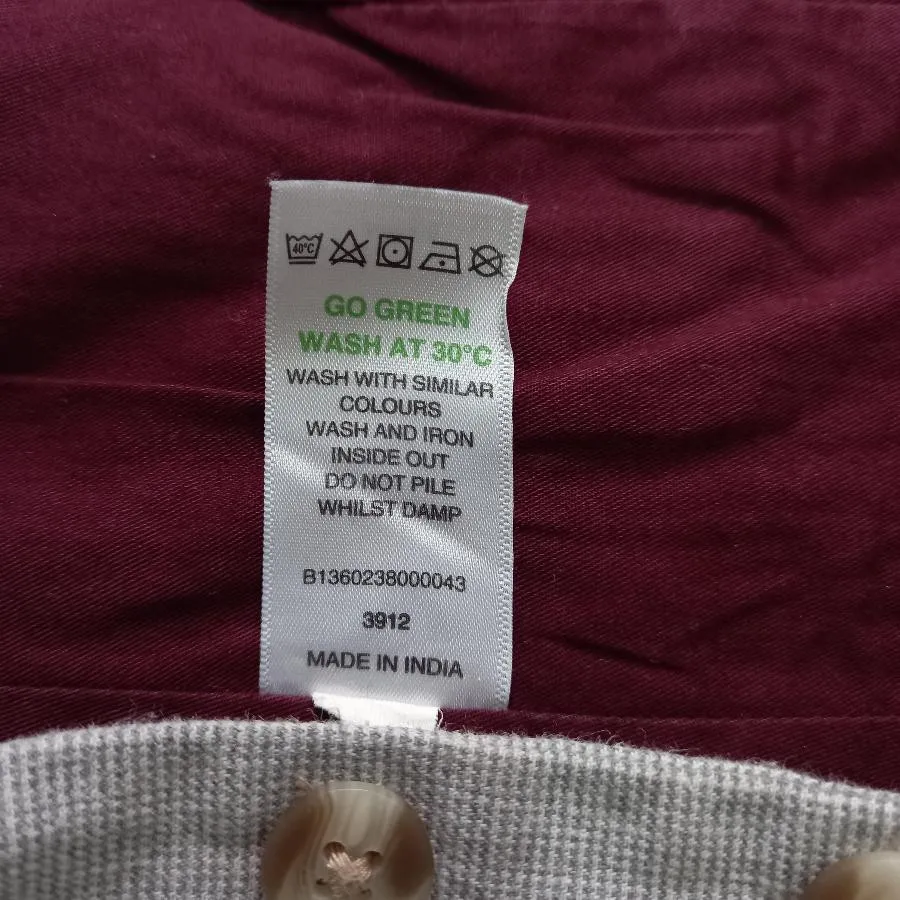 40°C
GO GREEN
WASH AT 30°C
WASH WITH SIMILAR
COLOURS
WASH AND IRON
INSIDE OUT
DO NOT PILE
WHILST DAMP
B1360238000043
3912
MADE IN INDIA